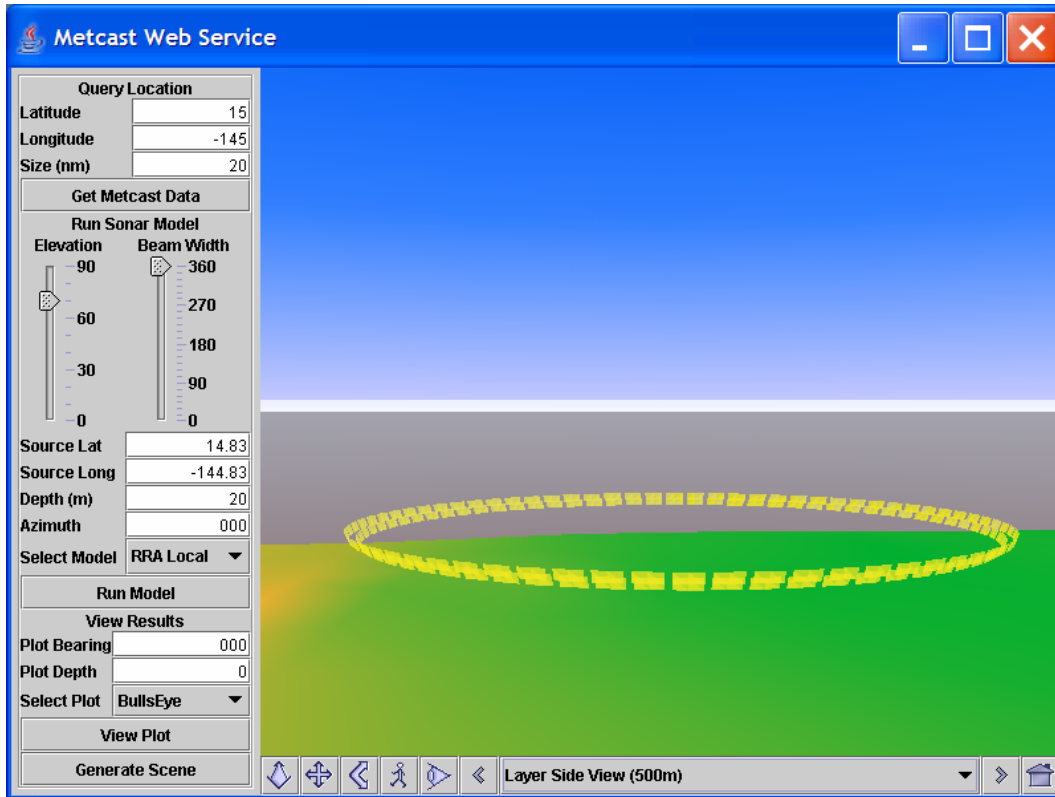 Metcast Web Service
Query Location
Latitude 15
Longitude -145
Size (nm) 20
Get Metcast Data
Run Sonar Model
Elevation Beam Width
90 360
270
60
180
30
90
0 0
Source Lat 14.83
Source Long -144.83
Depth (m) 20
Azimuth 000
Select Model RRA Local
Run Model
View Results
Plot Bearing 000
Plot Depth 0
Select Plot BullsEye
View Plot
Generate Scene
Layer Side View (500m)